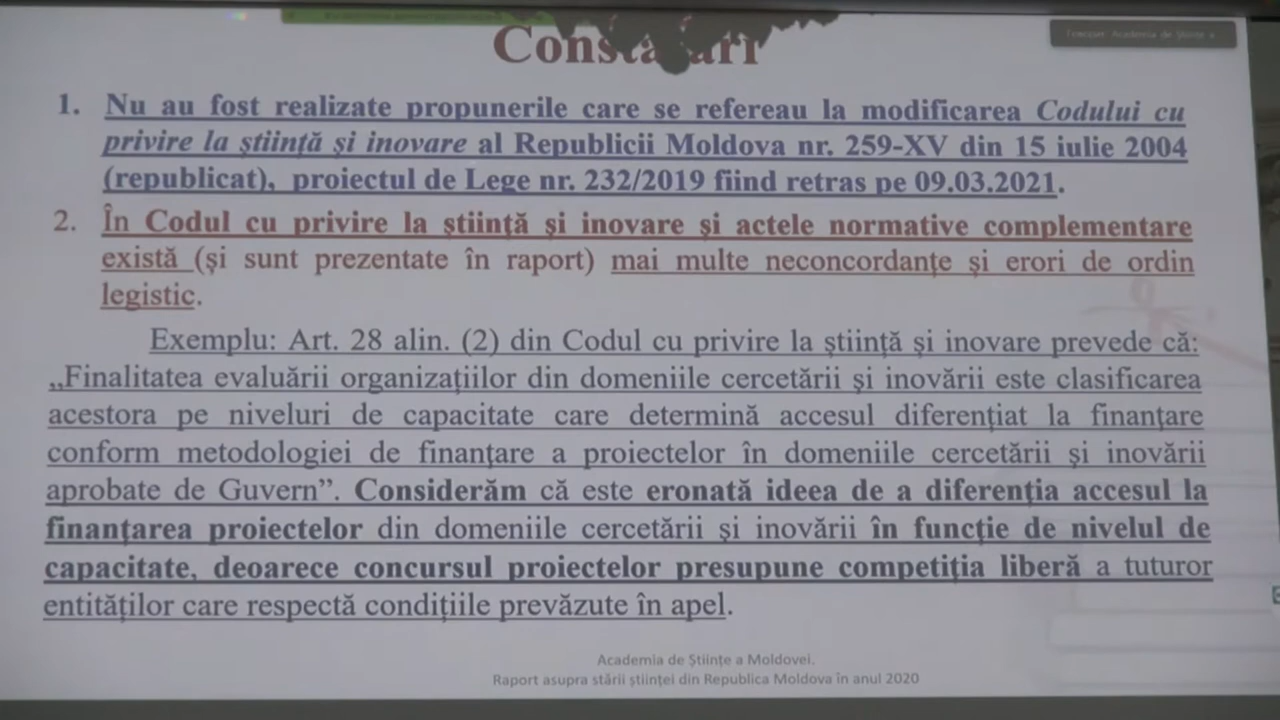 Constatări
1. Nu au fost realizate propunerile care se refereau la modificarea Codului cu
privire la știință și inovare al Republicii Moldova nr. 259-XV din 15 iulie 2004
(republicat), proiectul de Lege nr. 232/2019 fiind retras pe 09.03.2021.
2. În Codul cu privire la știință și inovare și actele normative complementare
există (și sunt prezentate în raport) mai multe neconcordanțe și erori de ordin
legistic.
Exemplu: Art. 28 alin. (2) din Codul cu privire la știință și inovare prevede că:
„Finalitatea evaluării organizațiilor din domeniile cercetării și inovării este clasificarea
acestora pe niveluri de capacitate care determină accesul diferențiat la finanțare
conform metodologiei de finanțare a proiectelor în domeniile cercetării și inovării
aprobate de Guvern”. Considerăm că este eronată ideea de a diferenția accesul la
finanțarea proiectelor din domeniile cercetării și inovării în funcție de nivelul de
capacitate, deoarece concursul proiectelor presupune competiția liberă a tuturor
entităților care respectă condițiile prevăzute în apel.
Academia de Științe a Moldovei.
Raport asupra stării științei din Republica Moldova în anul 2020